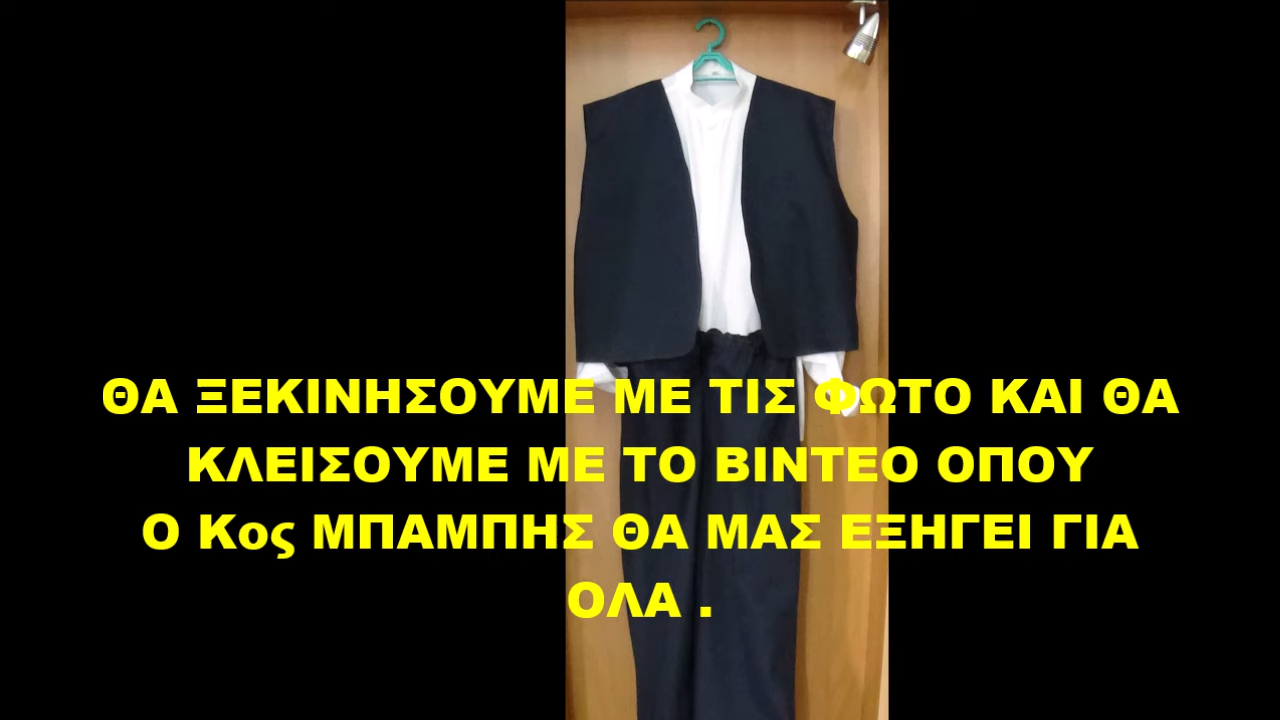 ΘΑ ΞΕΚΙΝΗΣΟΥΜΕ ΜΕ ΤΙΣ ΦΩΤΟ ΚΑΙ ΘΑ
ΚΛΕΙΣΟΥΜΕ ΜΕ ΤΟ ΒΙΝΤΕΟ ΟΠΟΥ
Ο Κος ΜΠΑΜΠΗΣ ΘΑ ΜΑΣ ΕΞΗΓΕΙ ΓΙΑ
ΟΛΑ .